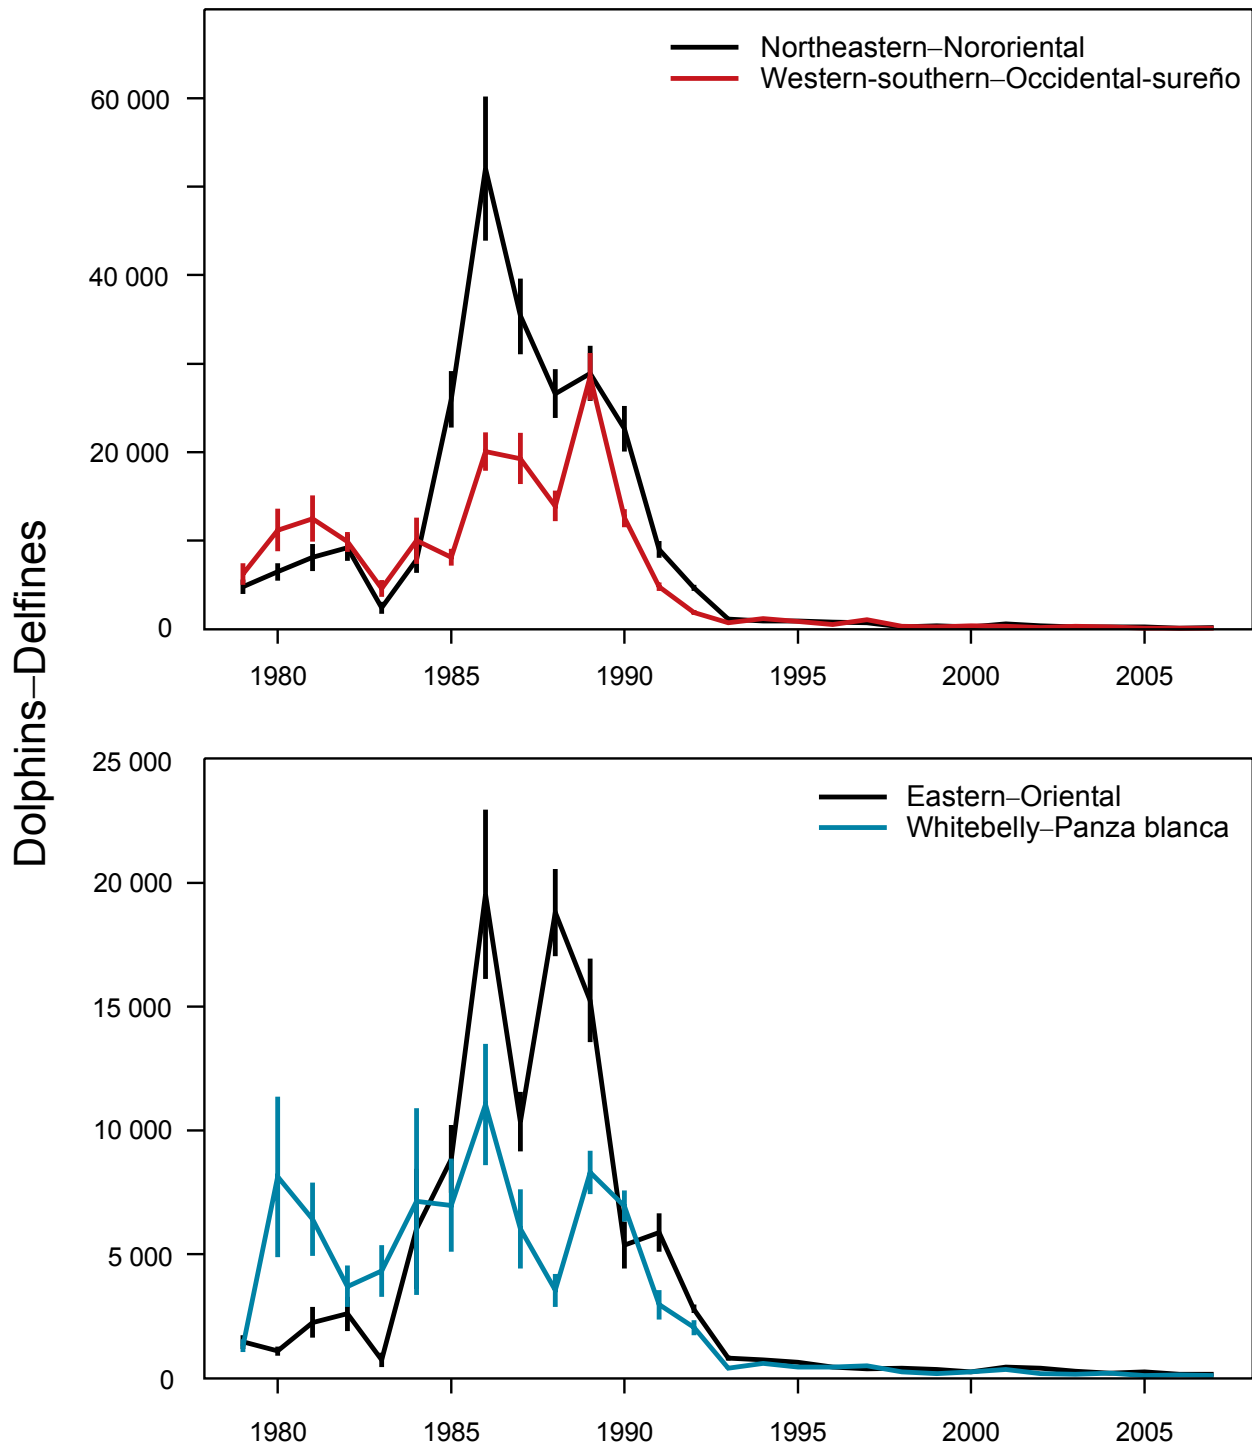 Dolphins–Delfines
Northeastern–Nororiental
Western-southern–Occidental-sureño
60 000
40 000
20 000
0
1980 1985 1990 1995 2000 2005
Eastern–Oriental
Whitebelly–Panza blanca
25 000
20 000
15 000
10 000
5 000
0
1980 1985 1990 1995 2000 2005